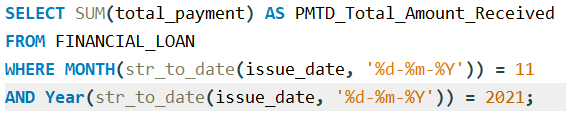 SELECT SUM(total_payment) AS PMTD_Total_Amount_Received
FROM FINANCIAL_LOAN
WHERE MONTH(str_to_date(issue_date, '%d-%m-%Y')) = 11
AND Year(str_to_date(issue_date, '%d-%m-%Y')) = 2021;